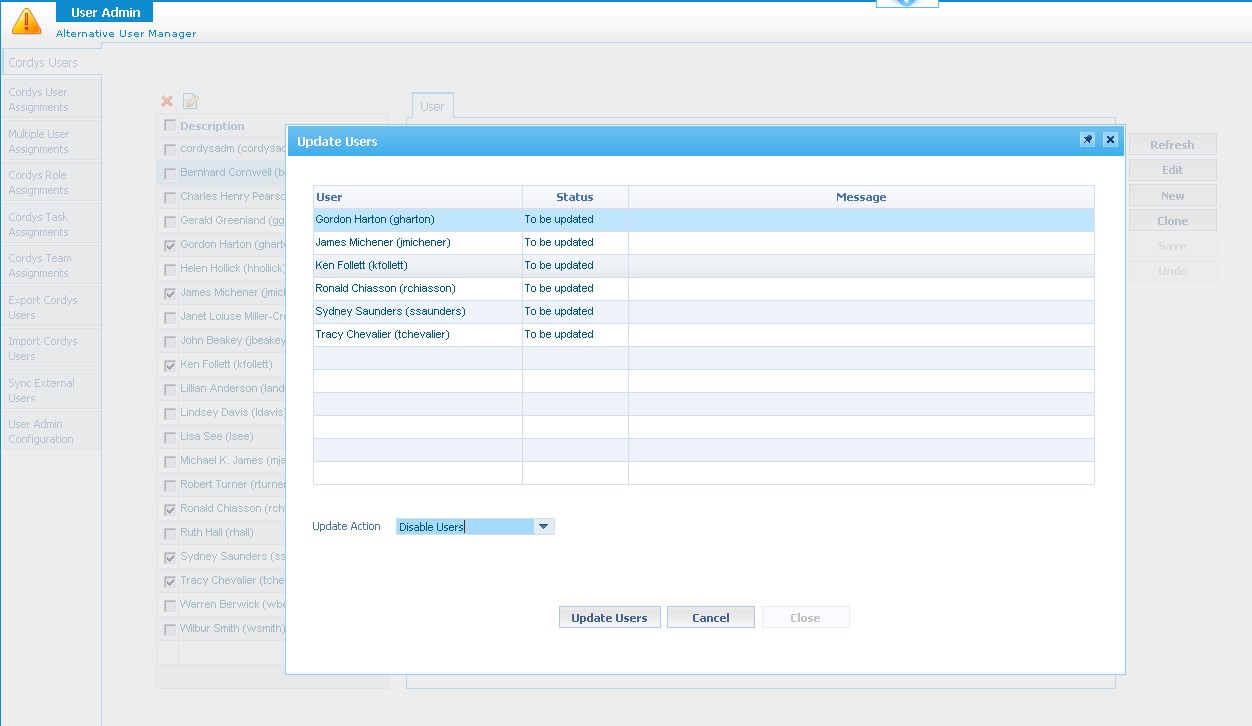 User Admin
Alternative User Manager
Cordys Users
Cordys User
Assignments
Multiple User
Assignments
Cordys Role
Assignments
Cordys Task
Assignments
Cordys Team
Assignments
Export Cordys
Users
Import Cordys
Users
Sync External
Users
User Admin
Configuration
Description
cordysadm (cordysad
Bernhard Cornwell (b
Charles Henry Pearso
Gerald Greenland (gg
Gordon Harton (ghart
Helen Hollick (hhollick)
James Michener (jmic
Janet Loiuse Miller-Cr
John Beakey (jbeakey
Ken Follett (kfollett)
Lillian Anderson (land
Lindsey Davis (ldavis)
Lisa See (lsee)
Michael K. James (mja
Robert Turner (rturner
Ronald Chiasson (rch
Ruth Hall (rhall)
Sydney Saunders (ss
Tracy Chevalier (tche
Warren Berwick (wbe
Wilbur Smith (wsmith)
User
Update Users
User Status Message
Gordon Harton (gharton) To be updated
James Michener (jmichener) To be updated
Ken Follett (kfollett) To be updated
Ronald Chiasson (rchiasson) To be updated
Sydney Saunders (ssaunders) To be updated
Tracy Chevalier (tchevalier) To be updated
Update Action Disable Users
Update Users Cancel Close
Refresh
Edit
New
Clone
Save
Undo